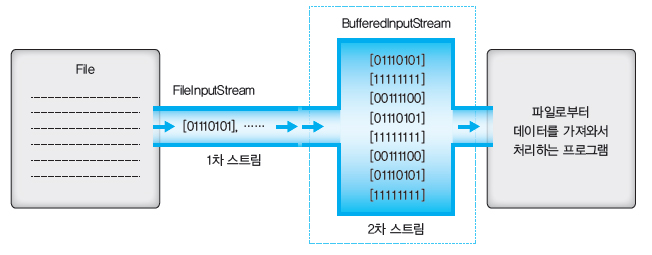 BufferedInputStream
File
FileInputStream
[01110101], ……
1차 스트림
[01110101]
[11111111]
[00111100]
[01110101]
[11111111]
[00111100]
[01110101]
[11111111]
2차 스트림
파일로부터
데이터를 가져와서
처리하는 프로그램